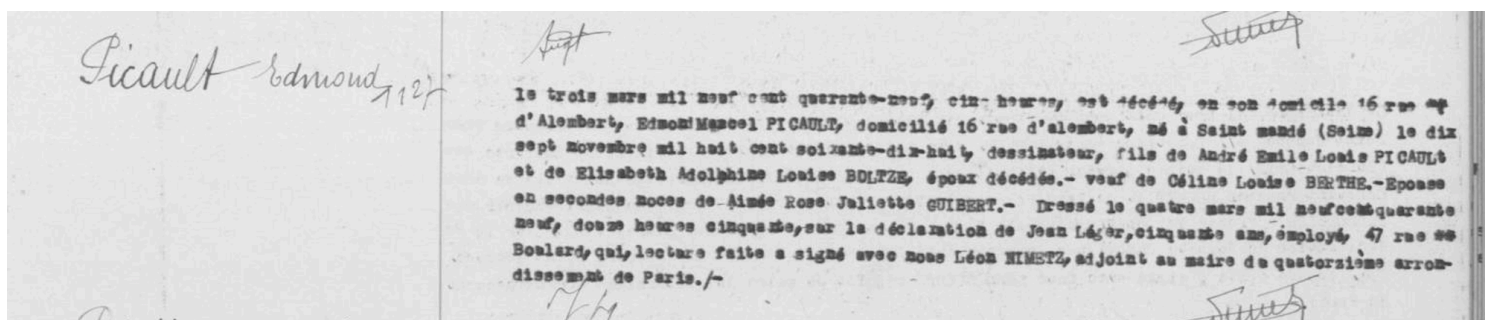 Picault Edmond
1127
le trois mars mil neuf cent quarante-neuf, cinq heures, est décédé, en son domicile 16 rue
d'Alembert, Edmond Marcel PICAULT, domicilié 16 rue d'alembert, né à Saint mandé (Seine) le dix
sept novembre mil huit cent soixante-dix-huit, dessinateur, fils de André Emile Louis PICAULT
et de Elisabeth Adolphine Louise BOLTZE, époux décédés.- veuf de Céline Louise BERTHE.-Epouse
en secondes noces de Aimée Rose Juliette GUIBERT.- Dressé le quatre mars mil neufcentquarante
neuf, douze heures cinquante, sur la déclaration de Jean Léger, cinquante ans, employé, 47 rue
Boulard, qui, lecture faite a signé avec nous Léon NIMETZ, adjoint au maire du quatorzième arron-
dissement de Paris./-